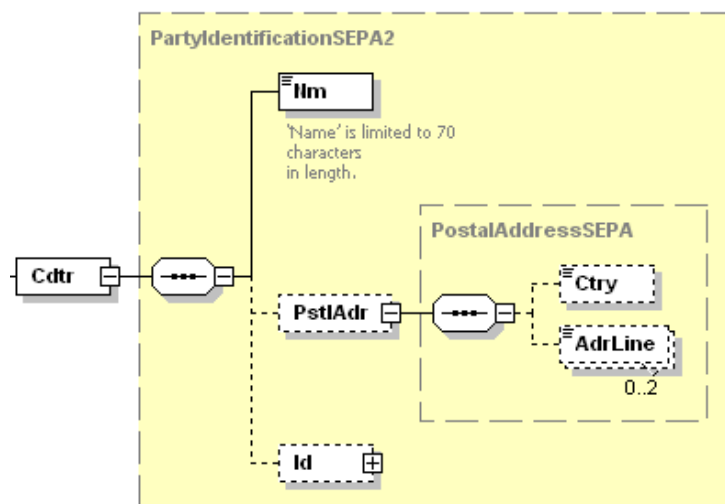 PartyIdentificationSEPA2
Nm
'Name' is limited to 70
characters
in length.
PostalAddressSEPA
Cdtr
Ctry
PstlAdr
AdrLine
0..2
Id